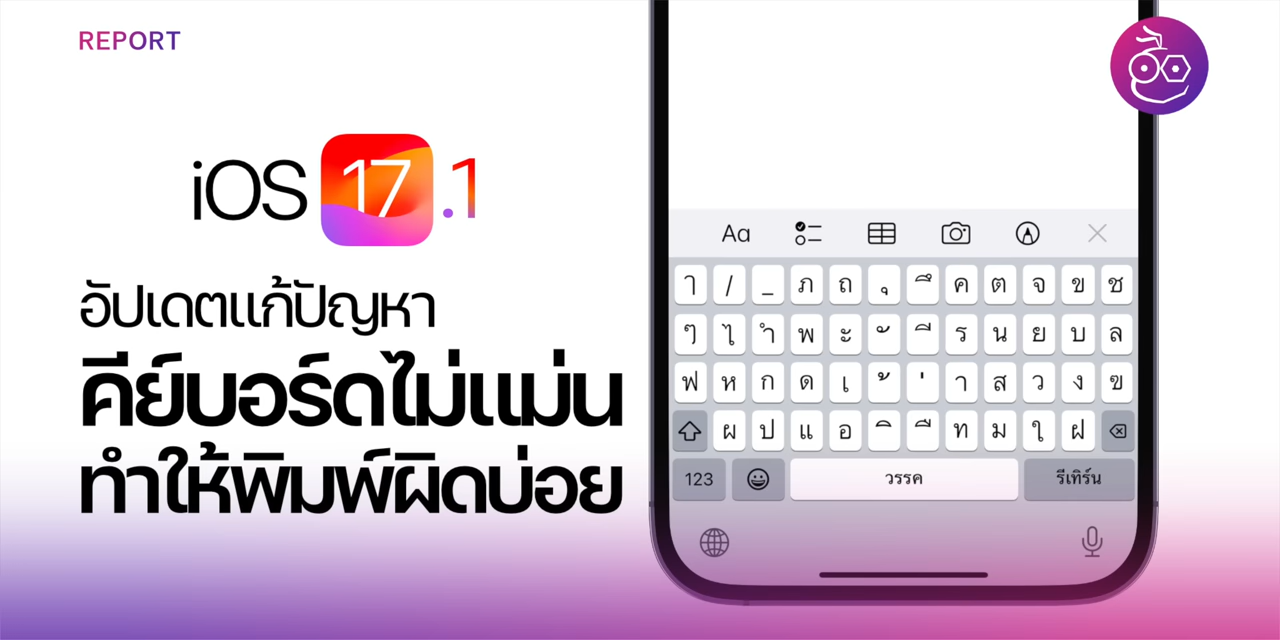 REPORT
iOS 17.1
อัปเดตแก้ปัญหา
คีย์บอร์ดไม่แม่น
ทำให้พิมพ์ผิดบ่อย
Aa
ๅ / _ ภ ถ ุ ึ ค ต จ ข ช
ๆ ไ ำ พ ะ ั ี ร น ย บ ล
ฟ ห ก ด เ ้ ่ า ส ว ง ฃ
ผ ป แ อ ิ ื ท ม ใ ฝ
123 วรรค รีเทิร์น